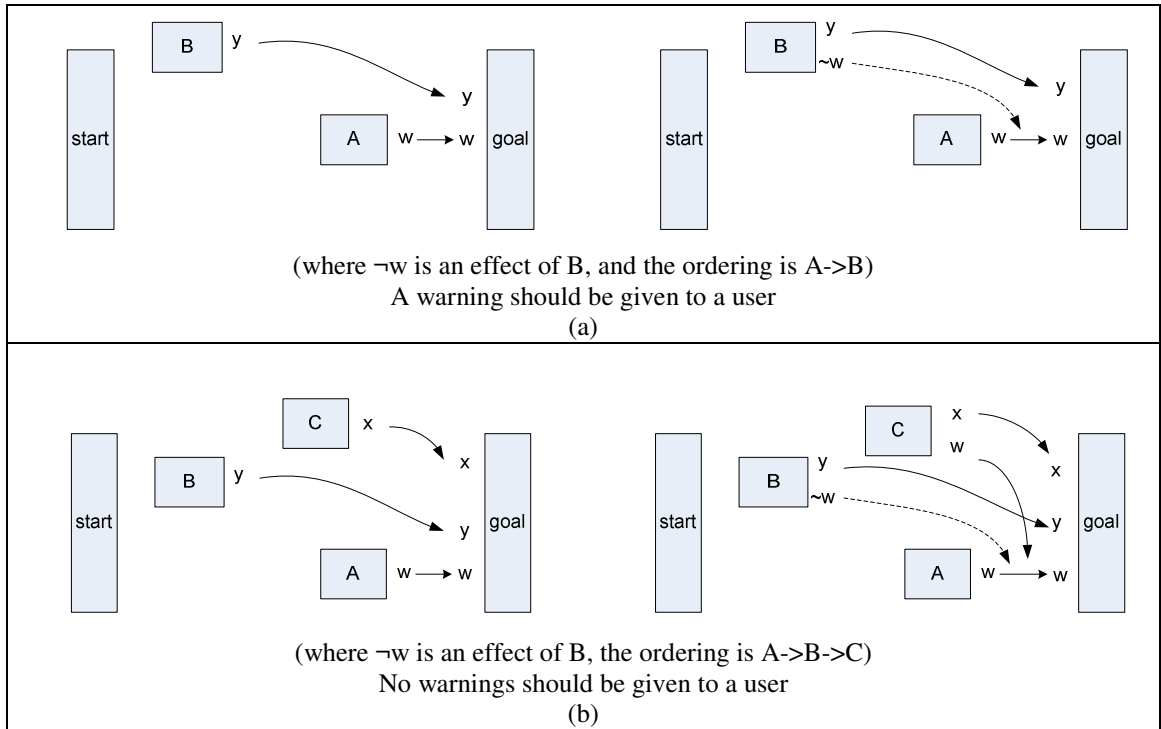 B y
start
y
A w w
goal
B y
~w
start
y
A w w
goal
(where ¬w is an effect of B, and the ordering is A->B)
A warning should be given to a user
(a)
C x
x
B y
start
y
A w w
goal
C x
w
x
B y
~w
start
y
A w w
goal
(where ¬w is an effect of B, the ordering is A->B->C)
No warnings should be given to a user
(b)